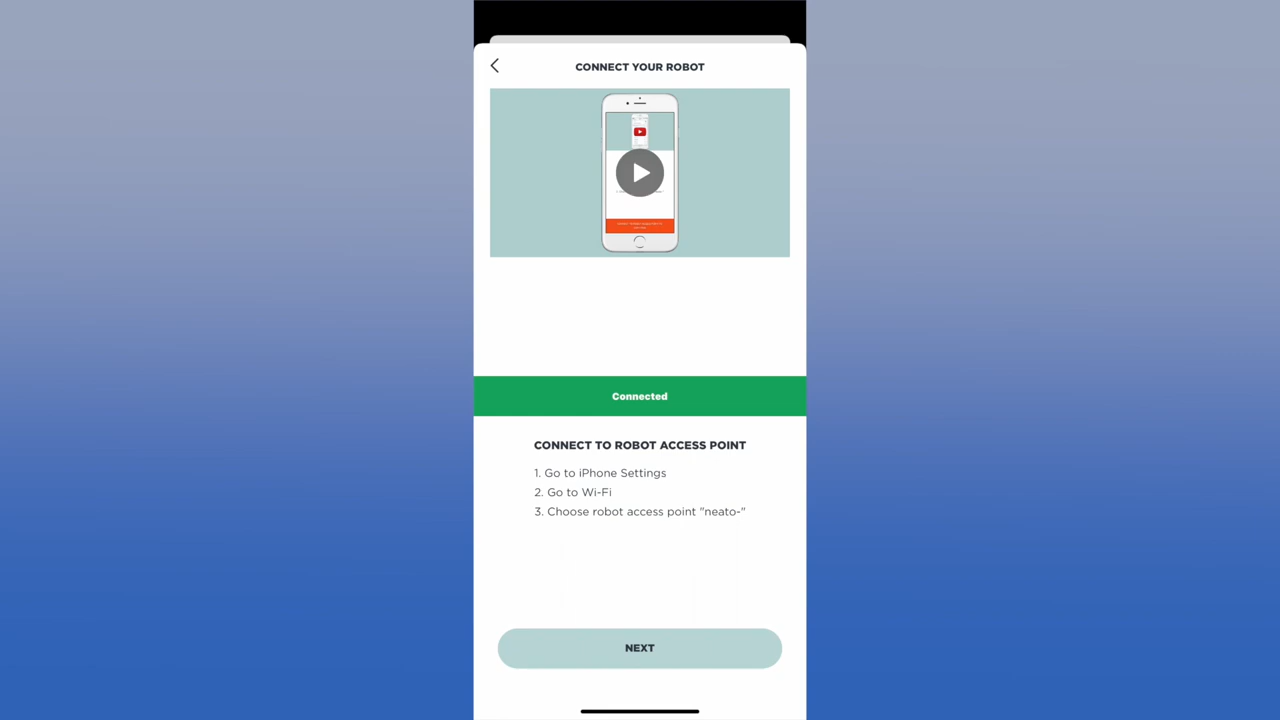 CONNECT YOUR ROBOT
Connected
CONNECT TO ROBOT ACCESS POINT
1. Go to iPhone Settings
2. Go to Wi-Fi
3. Choose robot access point "neato-"
NEXT